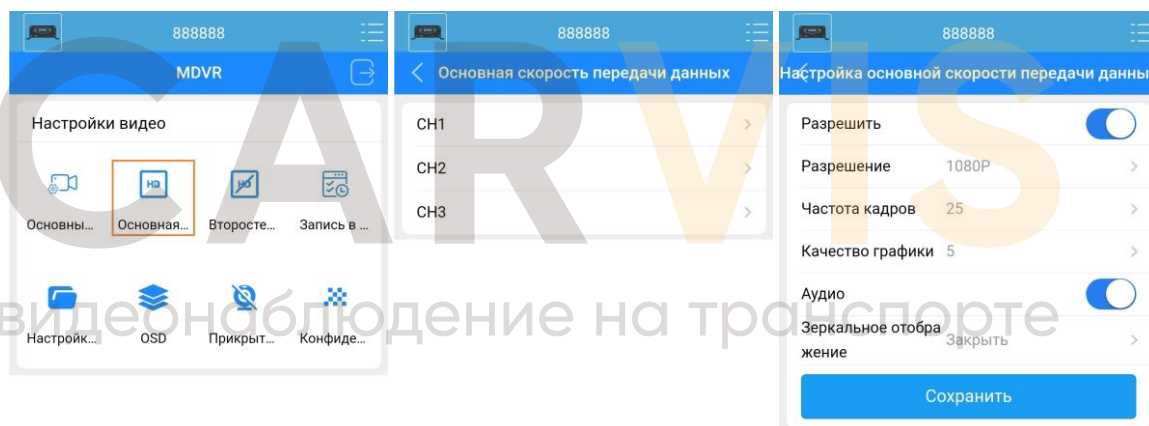 888888
MDVR
Настройки видео
HD
HD
Основны...
Основная...
Второсте...
Запись в ...
Настройк...
OSD
Прикрыт...
Конфиде...
888888
Основная скорость передачи данных
CH1
CH2
CH3
888888
Настройка основной скорости передачи данны
Разрешить
Разрешение 1080P
Частота кадров 25
Качество графики 5
Аудио
Зеркальное отобра
жение Закрыть
Сохранить
CARVIS
видеонаблюдение на транспорте